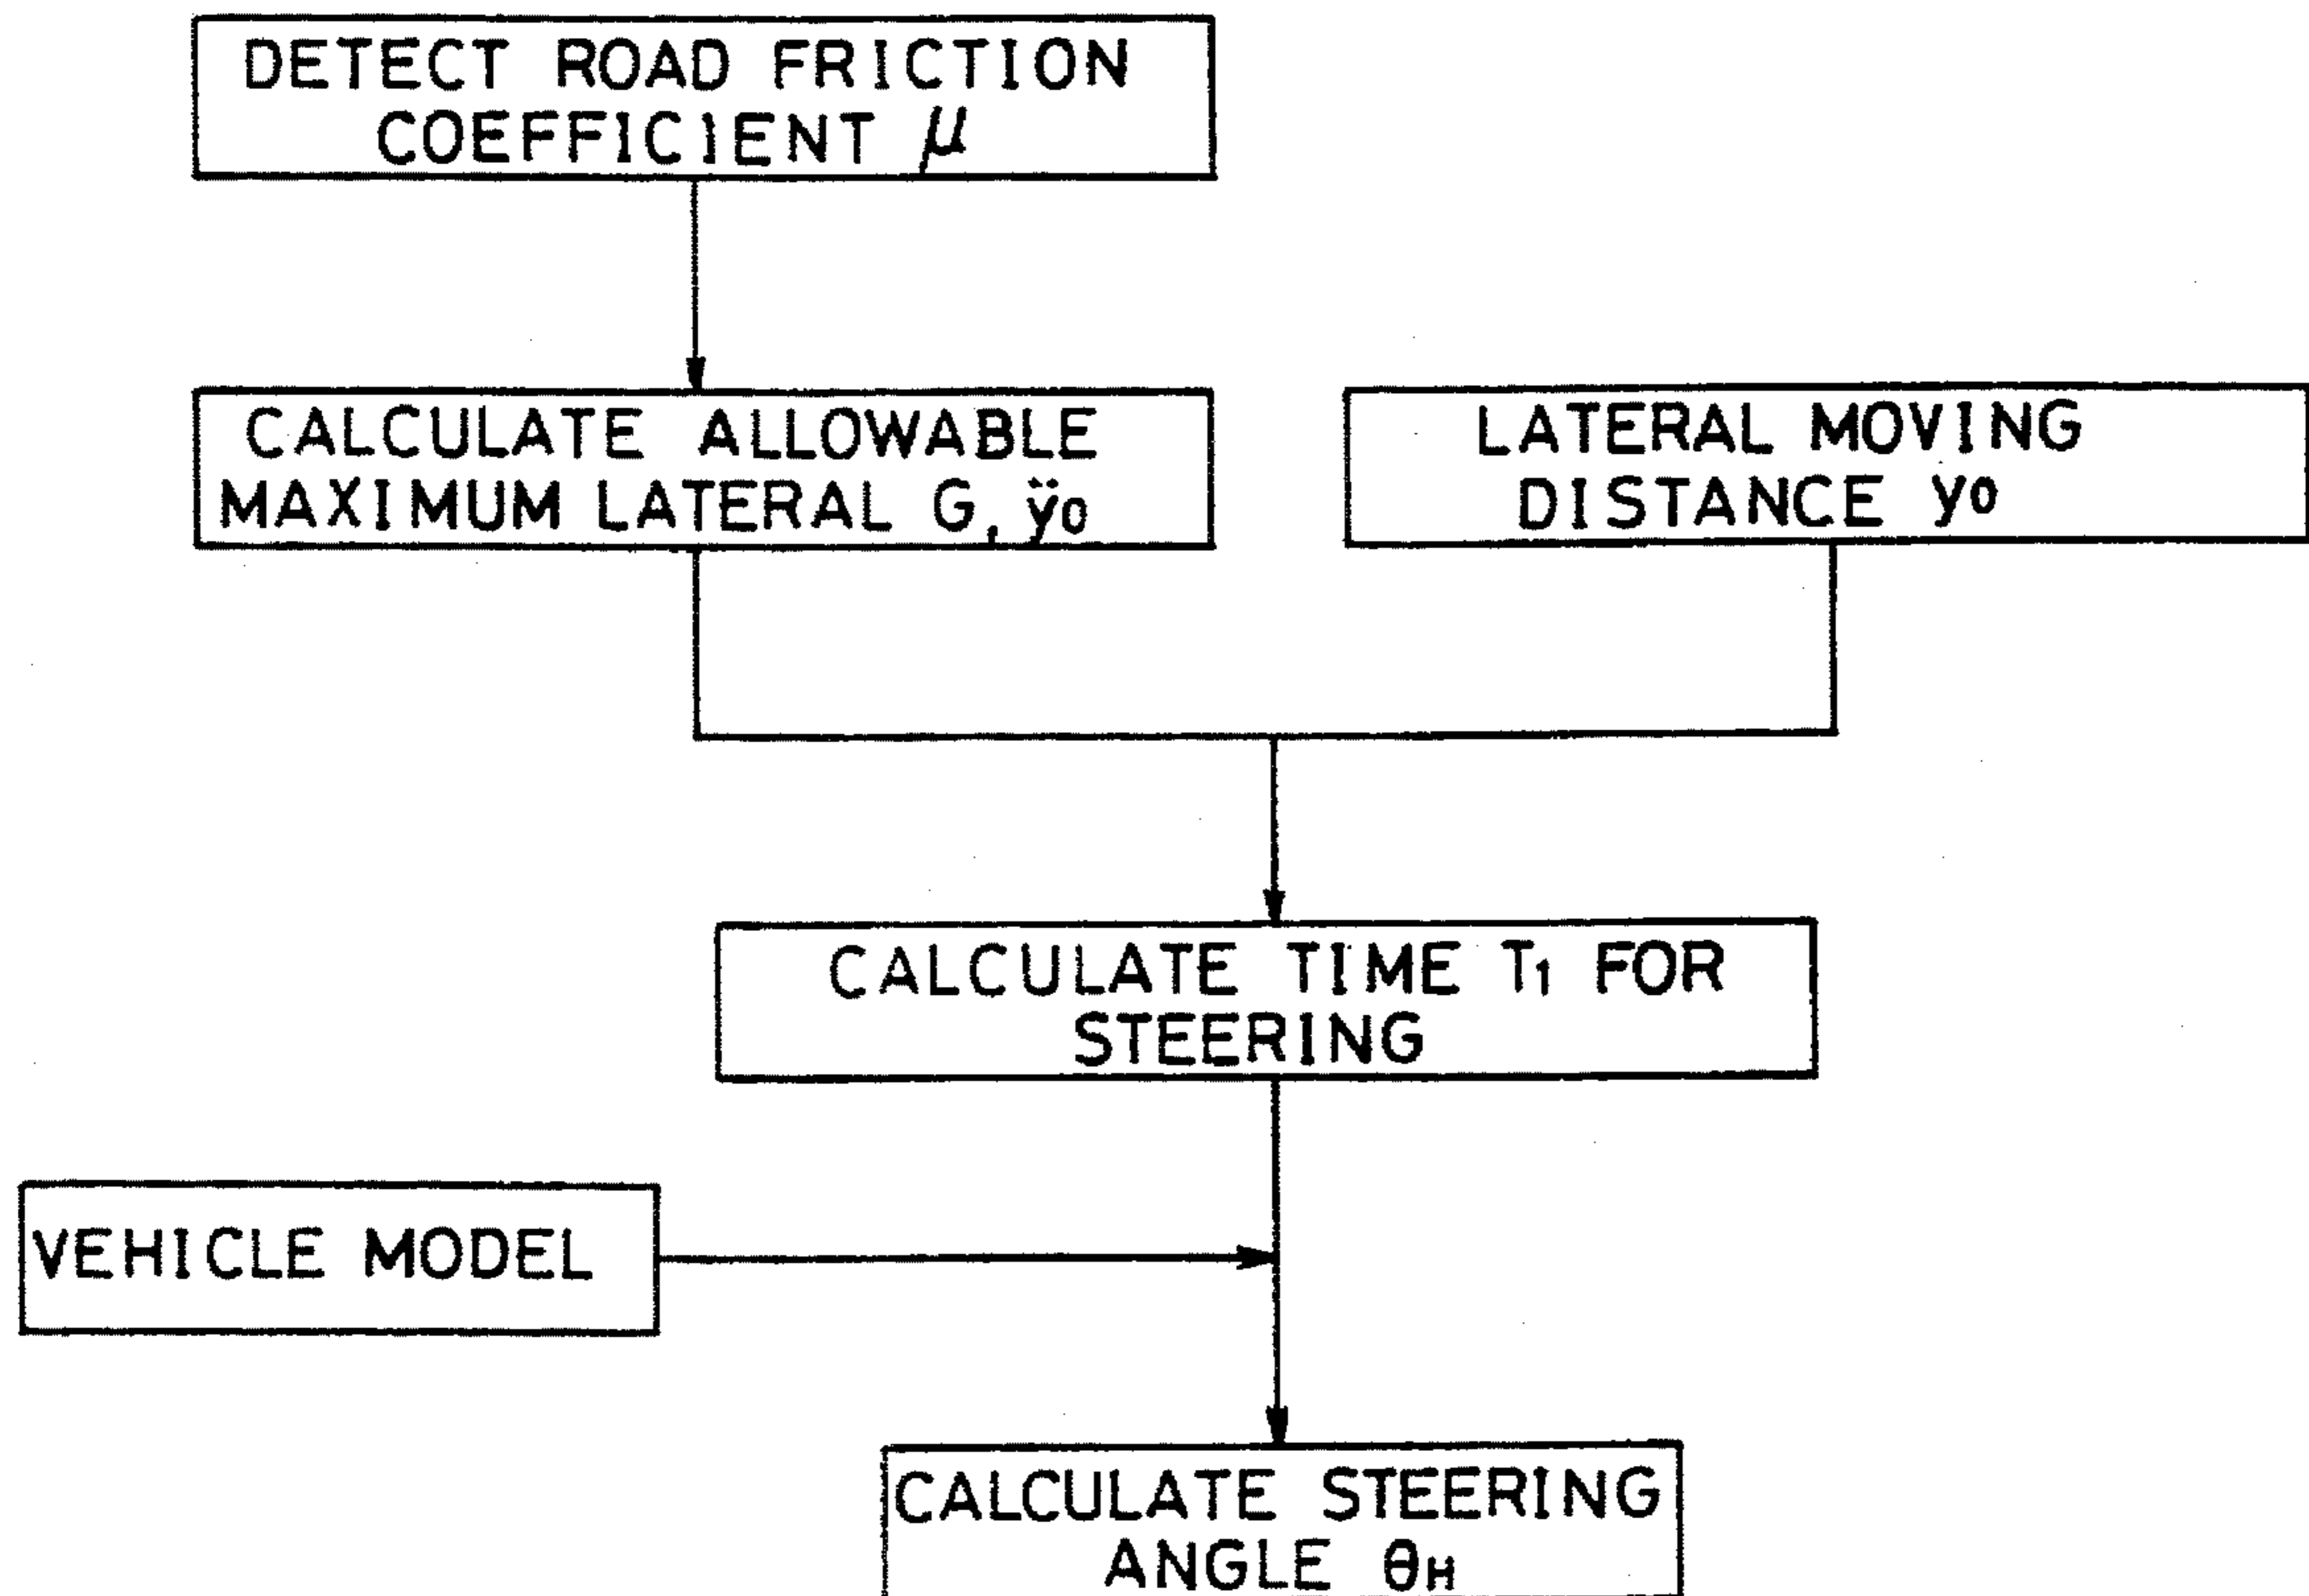 DETECT ROAD FRICTION
COEFFICIENT μ
CALCULATE ALLOWABLE
MAXIMUM LATERAL G, ÿ0
LATERAL MOVING
DISTANCE y0
CALCULATE TIME T1 FOR
STEERING
VEHICLE MODEL
CALCULATE STEERING
ANGLE θH